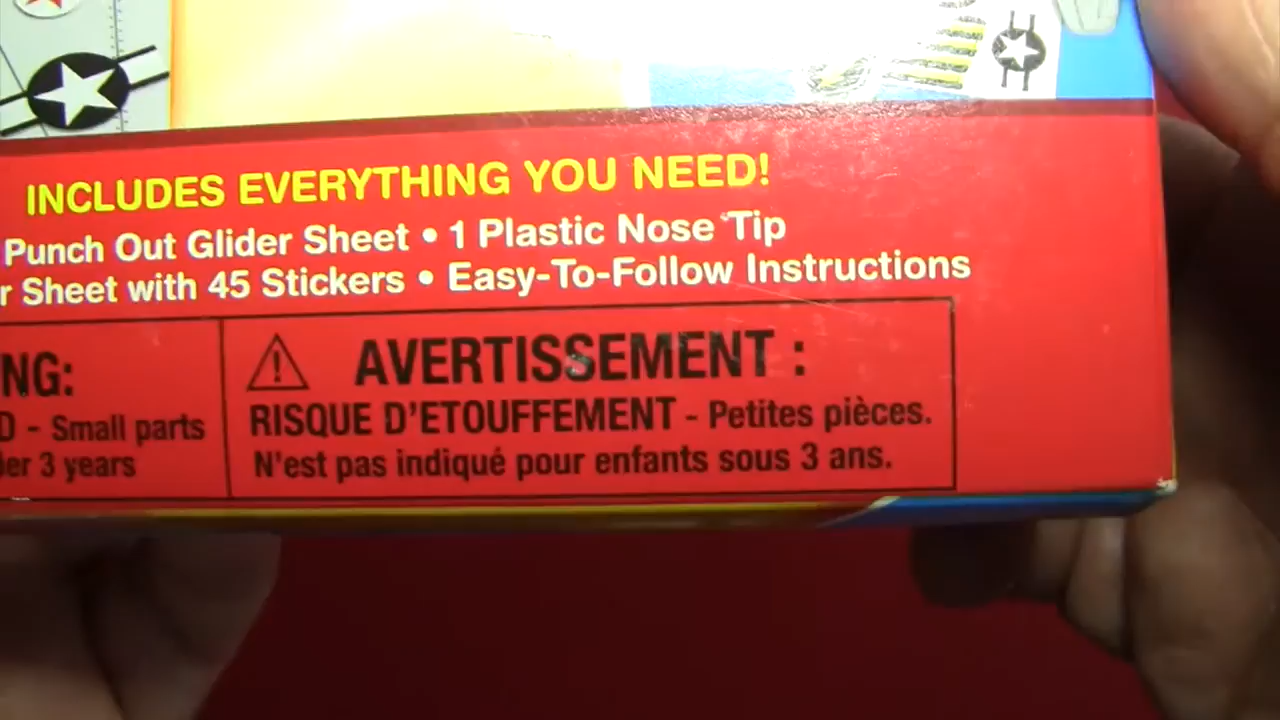 INCLUDES EVERYTHING YOU NEED!
Punch Out Glider Sheet • 1 Plastic Nose Tip
Sheet with 45 Stickers • Easy-To-Follow Instructions
AVERTISSEMENT :
RISQUE D'ETOUFFEMENT - Petites pièces.
N'est pas indiqué pour enfants sous 3 ans.
NG:
- Small parts
3 years